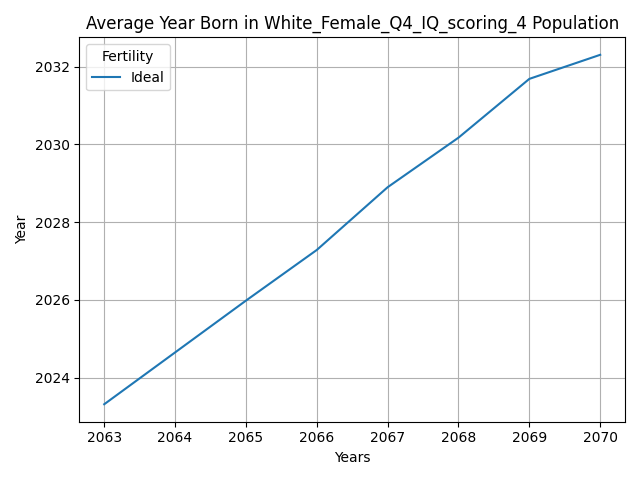 Average Year Born in White_Female_Q4_IQ_scoring_4 Population
Fertility
Ideal
Year
2032
2030
2028
2026
2024
2063 2064 2065 2066 2067 2068 2069 2070
Years